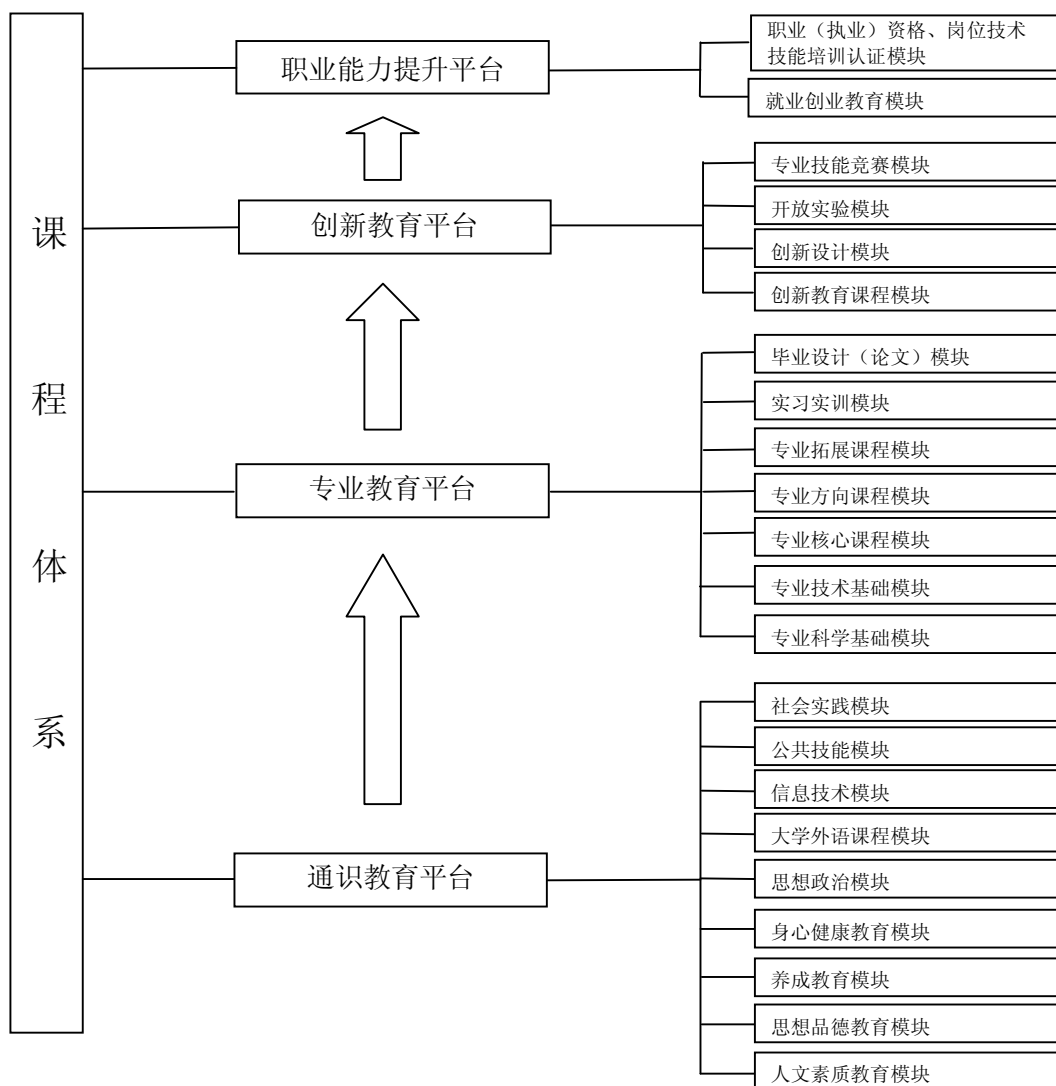 课
程
体
系
职业能力提升平台
职业（执业）资格、岗位技术
技能培训认证模块
就业创业教育模块
创新教育平台
专业技能竞赛模块
开放实验模块
创新设计模块
创新教育课程模块
专业教育平台
毕业设计（论文）模块
实习实训模块
专业拓展课程模块
专业方向课程模块
专业核心课程模块
专业技术基础模块
专业科学基础模块
通识教育平台
社会实践模块
公共技能模块
信息技术模块
大学外语课程模块
思想政治模块
身心健康教育模块
养成教育模块
思想品德教育模块
人文素质教育模块